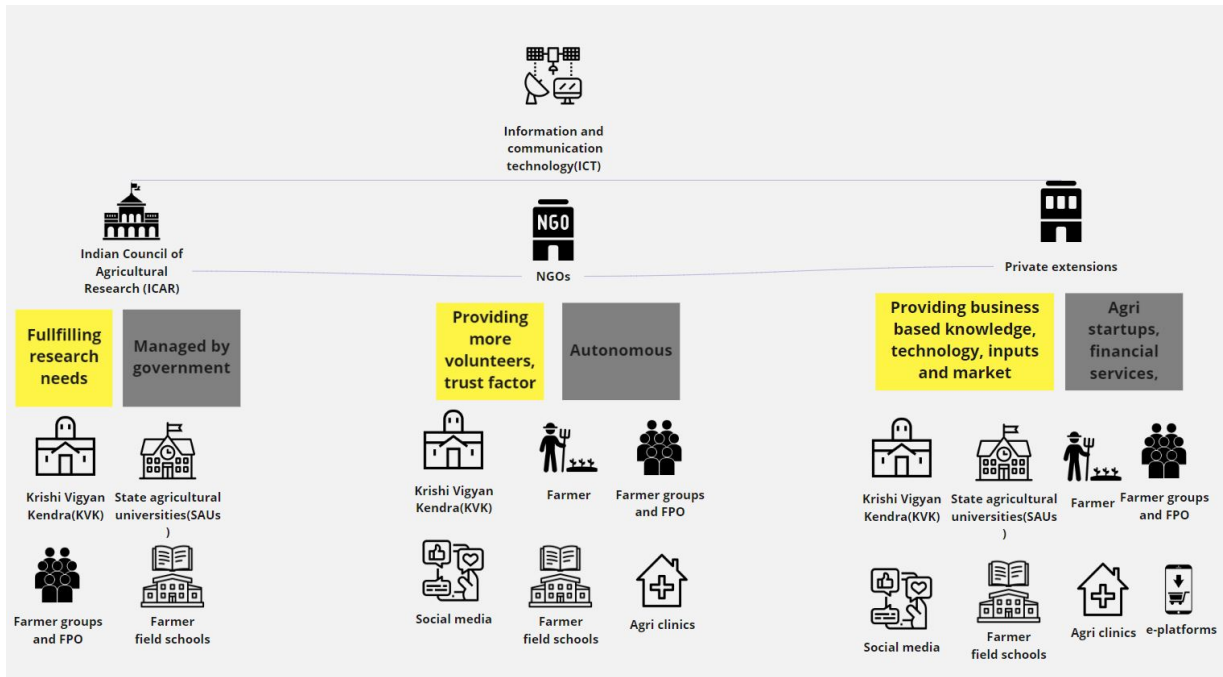 Information and
communication
technology(ICT)
Indian Council of
Agricultural
Research (ICAR)
NGO
NGOs
Private extensions
Fullfilling
research
needs
Managed by
government
Providing
more
volunteers,
trust factor
Autonomous
Providing business
based knowledge,
technology, inputs
and market
Agri
startups,
financial
services,
Krishi Vigyan
Kendra(KVK)
State agricultural
universities(SAUs
)
Farmer groups
and FPO
Farmer
field schools
Krishi Vigyan
Kendra(KVK)
Farmer
Farmer groups
and FPO
Social media
Farmer
field schools
Agri clinics
Krishi Vigyan
Kendra(KVK)
State agricultural
universities(SAUs
)
Farmer
Farmer groups
and FPO
Social media
Farmer
field schools
Agri clinics
e-platforms